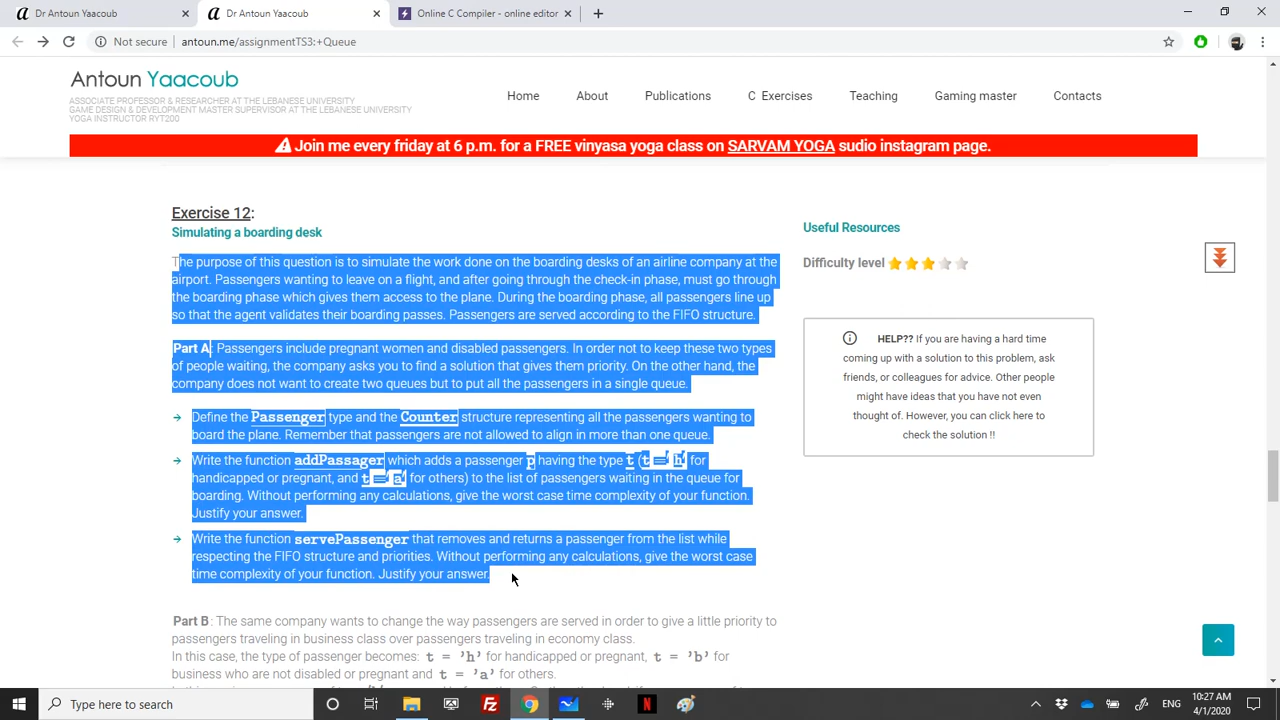 Dr Antoun Yaacoub
Dr Antoun Yaacoub
Online C Compiler - online editor
Not secure | antoun.me/assignmentTS3:+Queue
Antoun Yaacoub
ASSOCIATE PROFESSOR & RESEARCHER AT THE LEBANESE UNIVERSITY
GAME DESIGN & DEVELOPMENT MASTER SUPERVISOR AT THE LEBANESE UNIVERSITY
YOGA INSTRUCTOR RYT200
Home About Publications C Exercises Teaching Gaming master Contacts
Join me every friday at 6 p.m. for a FREE vinyasa yoga class on SARVAM YOGA sudio instagram page.
Exercise 12:
Simulating a boarding desk
The purpose of this question is to simulate the work done on the boarding desks of an airline company at the
airport. Passengers wanting to leave on a flight, and after going through the check-in phase, must go through
the boarding phase which gives them access to the plane. During the boarding phase, all passengers line up
so that the agent validates their boarding passes. Passengers are served according to the FIFO structure.
Part A: Passengers include pregnant women and disabled passengers. In order not to keep these two types
of people waiting, the company asks you to find a solution that gives them priority. On the other hand, the
company does not want to create two queues but to put all the passengers in a single queue.
Define the Passenger type and the Counter structure representing all the passengers wanting to
board the plane. Remember that passengers are not allowed to align in more than one queue.
Write the function addPassager which adds a passenger p having the type t (t = 'h' for
handicapped or pregnant, and t = 'a' for others) to the list of passengers waiting in the queue for
boarding. Without performing any calculations, give the worst case time complexity of your function.
Justify your answer.
Write the function servePassenger that removes and returns a passenger from the list while
respecting the FIFO structure and priorities. Without performing any calculations, give the worst case
time complexity of your function. Justify your answer.
Part B: The same company wants to change the way passengers are served in order to give a little priority to
passengers traveling in business class over passengers traveling in economy class.
In this case, the type of passenger becomes: t = 'h' for handicapped or pregnant, t = 'b' for
business who are not disabled or pregnant and t = 'a' for others.
Useful Resources
Difficulty level
HELP?? If you are having a hard time
coming up with a solution to this problem, ask
friends, or colleagues for advice. Other people
might have ideas that you have not even
thought of. However, you can click here to
check the solution !!
Type here to search
ENG
10:27 AM
4/1/2020